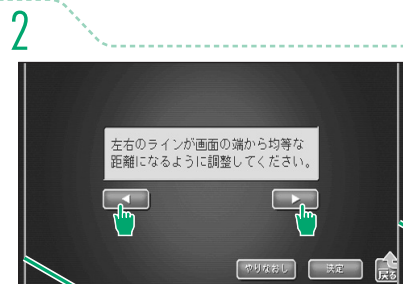 2
左右のラインが画面の端から均等な
距離になるように調整してください。
やりなおし
決定
戻る